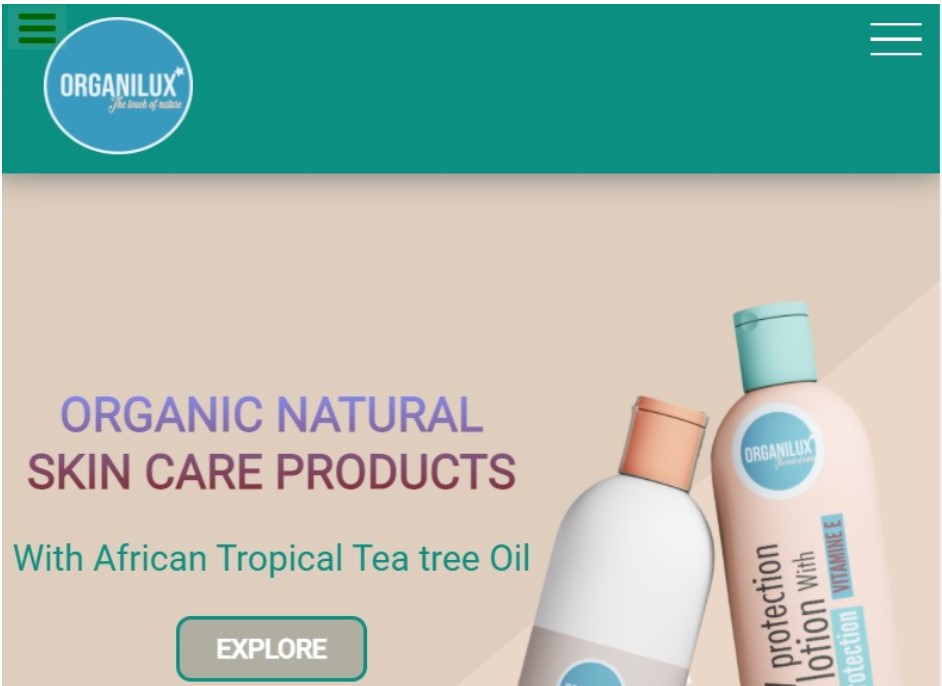 ORGANILUX
The touch of nature
ORGANIC NATURAL
SKIN CARE PRODUCTS
With African Tropical Tea tree Oil
EXPLORE
ORGANILUX
protection
lotion With
VITAMINE E